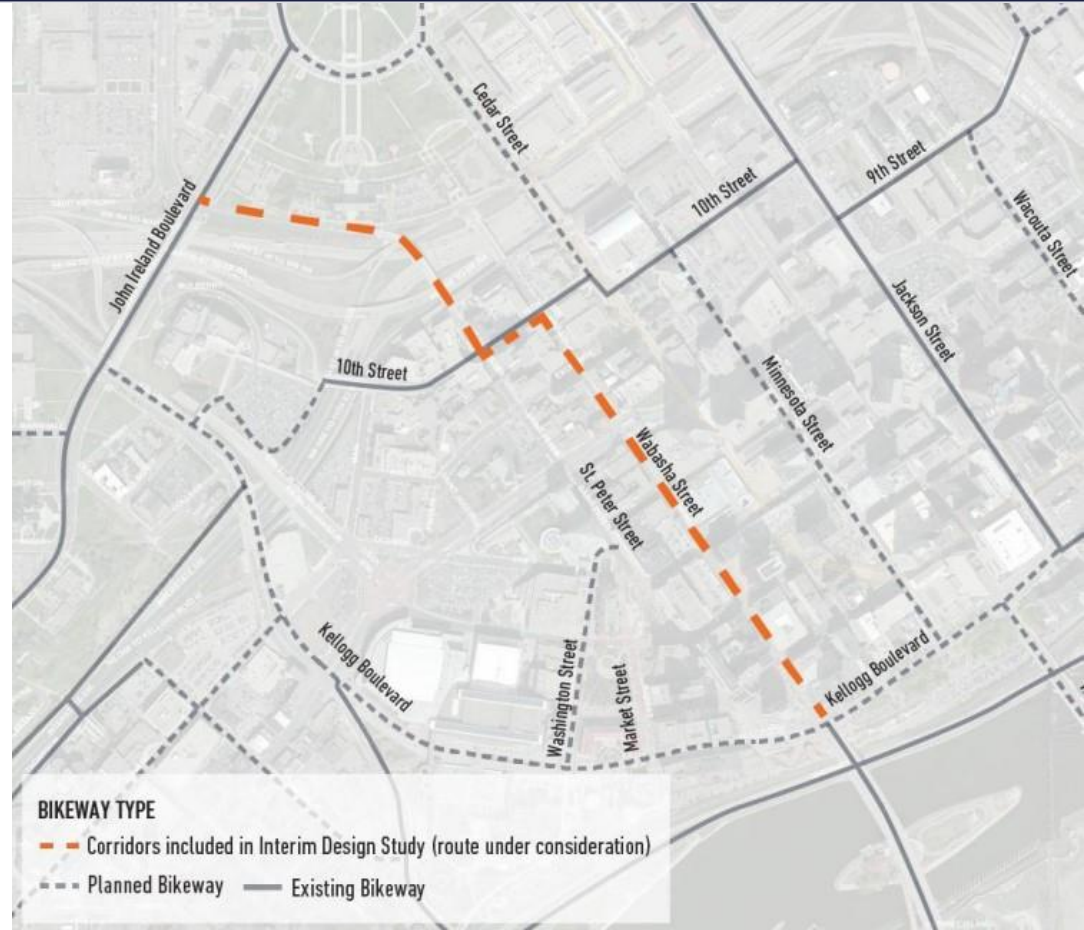 Cedar Street
10th Street
9th Street
Wacouta Street
John Ireland Boulevard
Jackson Street
10th Street
Minnesota Street
Wabasha Street
St. Peter Street
Kellogg Boulevard
Washington Street
Market Street
Kellogg Boulevard
BIKEWAY TYPE
Corridors included in Interim Design Study (route under consideration)
Planned Bikeway
Existing Bikeway